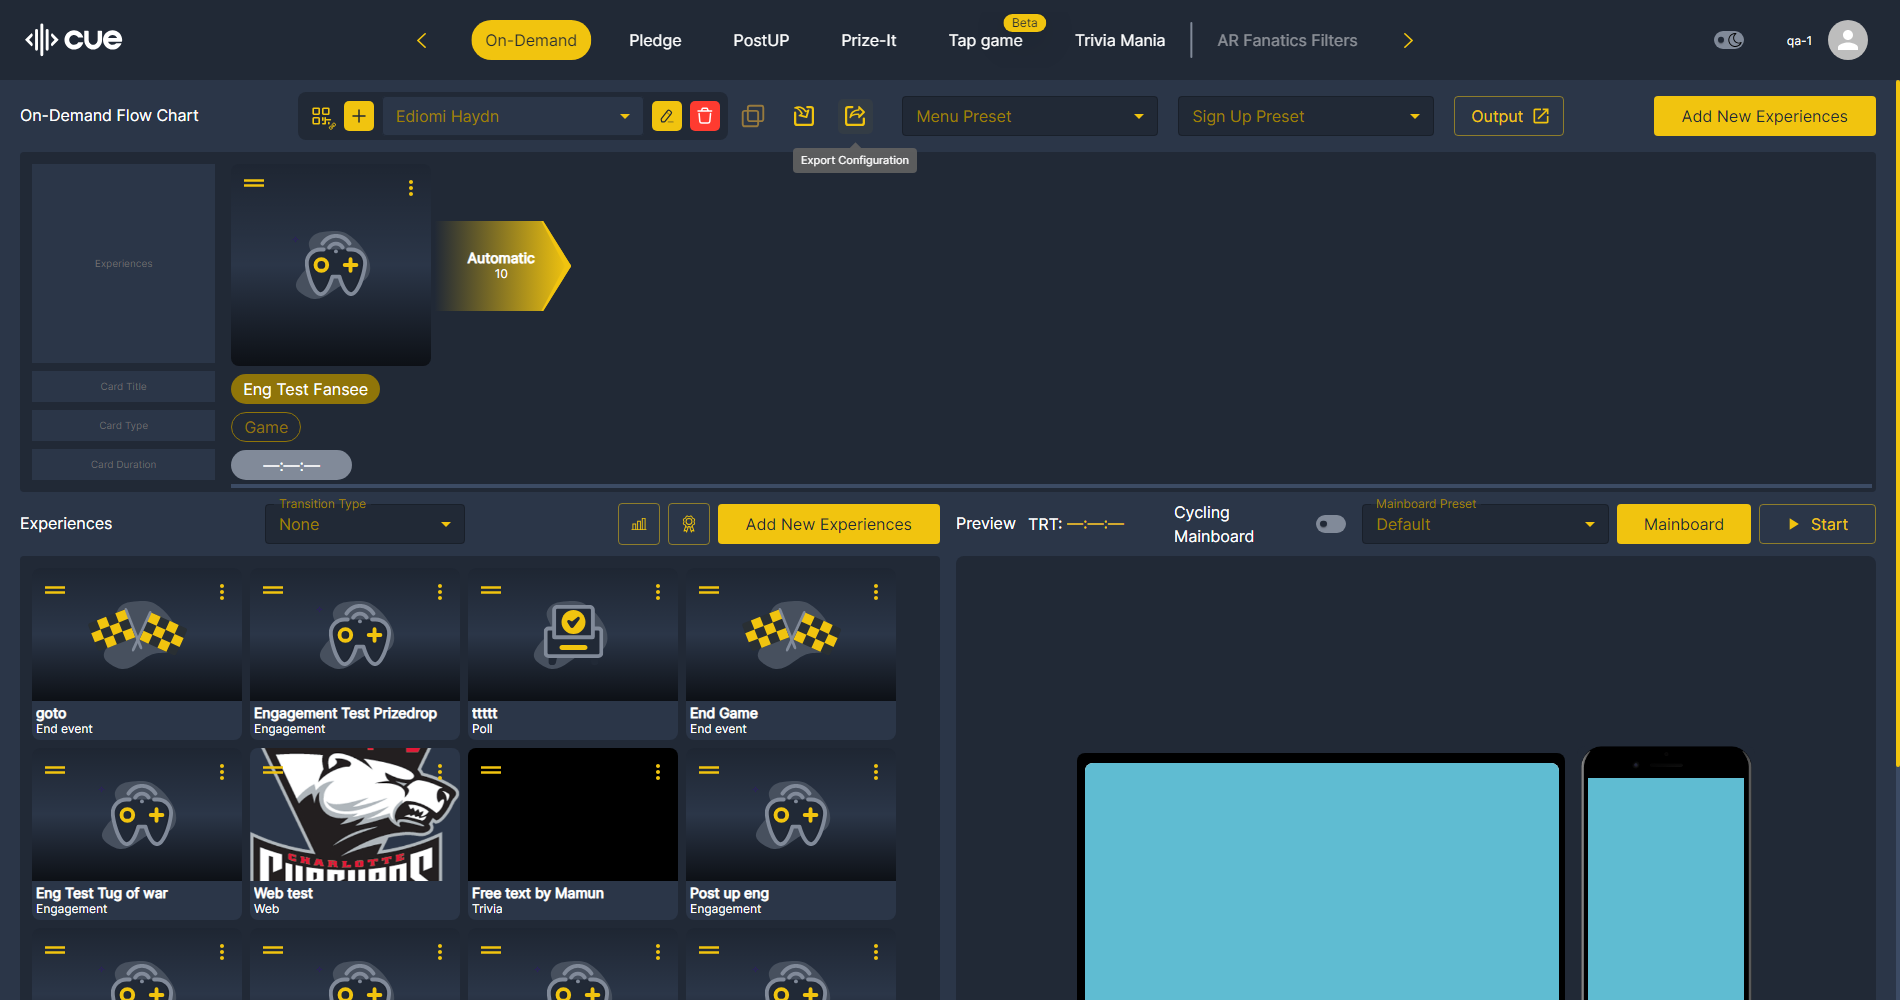 cue
On-Demand
Pledge
PostUP
Prize-It
Beta
Tap game
Trivia Mania
AR Fanatics Filters
qa-1
On-Demand Flow Chart
Ediomi Haydn
Menu Preset
Sign Up Preset
Output
Add New Experiences
Export Configuration
Experiences
Automatic
10
Card Title
Eng Test Fansee
Card Type
Game
Card Duration
—:—:—
Experiences
Transition Type
None
Add New Experiences
Preview
TRT: —:—:—
Cycling
Mainboard
Mainboard Preset
Default
Mainboard
Start
goto
End event
Engagement Test Prizedrop
Engagement
ttttt
Poll
End Game
End event
CHARLOTTE
Eng Test Tug of war
Engagement
Web test
Web
Free text by Mamun
Trivia
Post up eng
Engagement